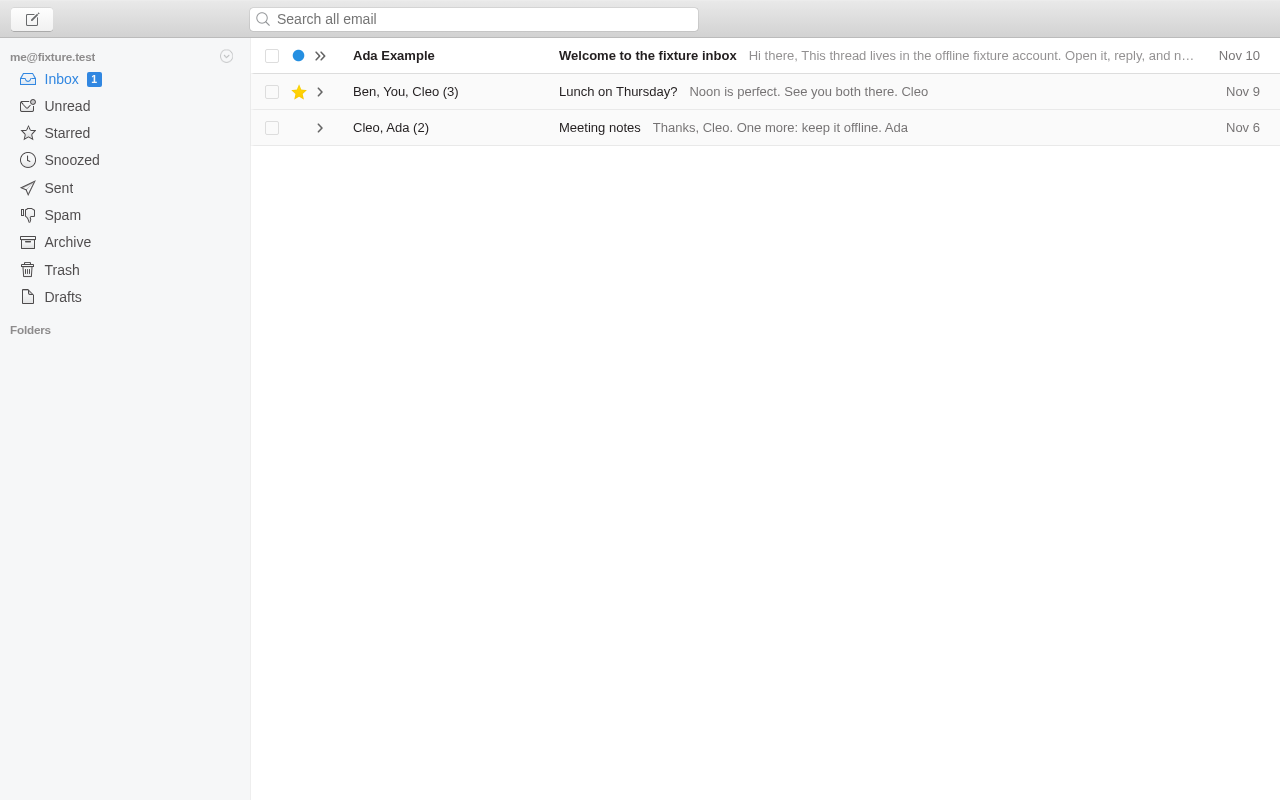 Search all email
me@fixture.test
Inbox 1
Unread
Starred
Snoozed
Sent
Spam
Archive
Trash
Drafts
Folders
Ada Example Welcome to the fixture inbox Hi there, This thread lives in the offline fixture account. Open it, reply, and n… Nov 10
Ben, You, Cleo (3) Lunch on Thursday? Noon is perfect. See you both there. Cleo Nov 9
Cleo, Ada (2) Meeting notes Thanks, Cleo. One more: keep it offline. Ada Nov 6